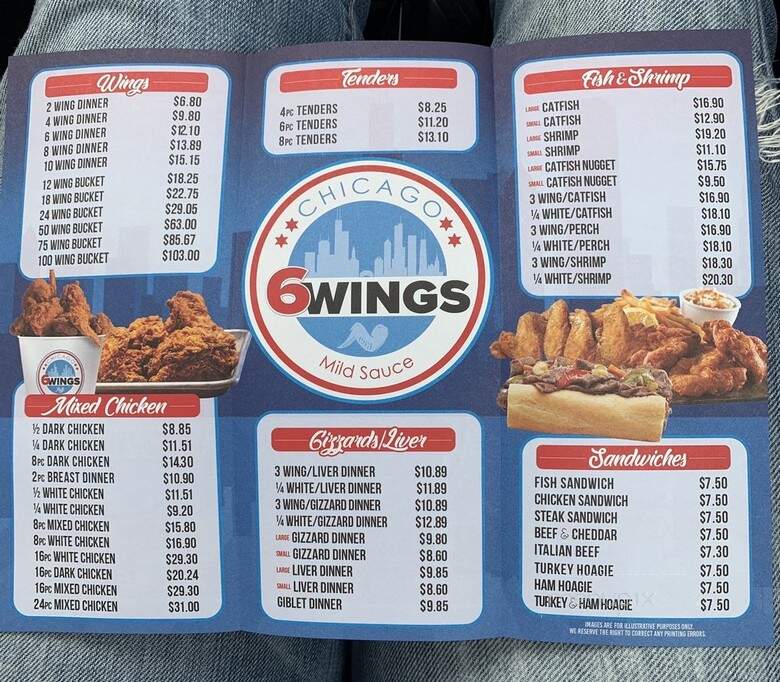 Wings
2 WING DINNER $6.80
4 WING DINNER $9.80
6 WING DINNER $12.10
8 WING DINNER $13.89
10 WING DINNER $15.15
12 WING BUCKET $18.25
18 WING BUCKET $22.75
24 WING BUCKET $29.05
50 WING BUCKET $63.00
75 WING BUCKET $85.67
100 WING BUCKET $103.00
CHICAGO
6WINGS
Mixed Chicken
½ DARK CHICKEN $8.85
¼ DARK CHICKEN $11.51
8PC DARK CHICKEN $14.30
2PC BREAST DINNER $10.90
½ WHITE CHICKEN $11.51
¼ WHITE CHICKEN $9.20
8PC MIXED CHICKEN $15.80
8PC WHITE CHICKEN $16.90
16PC WHITE CHICKEN $29.30
16PC DARK CHICKEN $20.24
16PC MIXED CHICKEN $29.30
24PC MIXED CHICKEN $31.00
Tenders
4PC TENDERS $8.25
6PC TENDERS $11.20
8PC TENDERS $13.10
CHICAGO
6WINGS
Mild Sauce
Gizzards/Liver
3 WING/LIVER DINNER $10.89
¼ WHITE/LIVER DINNER $11.89
3 WING/GIZZARD DINNER $10.89
¼ WHITE/GIZZARD DINNER $12.89
LARGE GIZZARD DINNER $9.80
SMALL GIZZARD DINNER $8.60
LARGE LIVER DINNER $9.85
SMALL LIVER DINNER $8.60
GIBLET DINNER $9.85
Fish & Shrimp
LARGE CATFISH $16.90
SMALL CATFISH $12.90
LARGE SHRIMP $19.20
SMALL SHRIMP $11.10
LARGE CATFISH NUGGET $15.75
SMALL CATFISH NUGGET $9.50
3 WING/CATFISH $16.90
¼ WHITE/CATFISH $18.10
3 WING/PERCH $16.90
¼ WHITE/PERCH $18.10
3 WING/SHRIMP $18.30
¼ WHITE/SHRIMP $20.30
Sandwiches
FISH SANDWICH $7.50
CHICKEN SANDWICH $7.50
STEAK SANDWICH $7.50
BEEF & CHEDDAR $7.50
ITALIAN BEEF $7.30
TURKEY HOAGIE $7.50
HAM HOAGIE $7.50
TURKEY & HAM HOAGIE $7.50
IMAGES ARE FOR ILLUSTRATIVE PURPOSES ONLY.
WE RESERVE THE RIGHT TO CORRECT ANY PRINTING ERRORS.